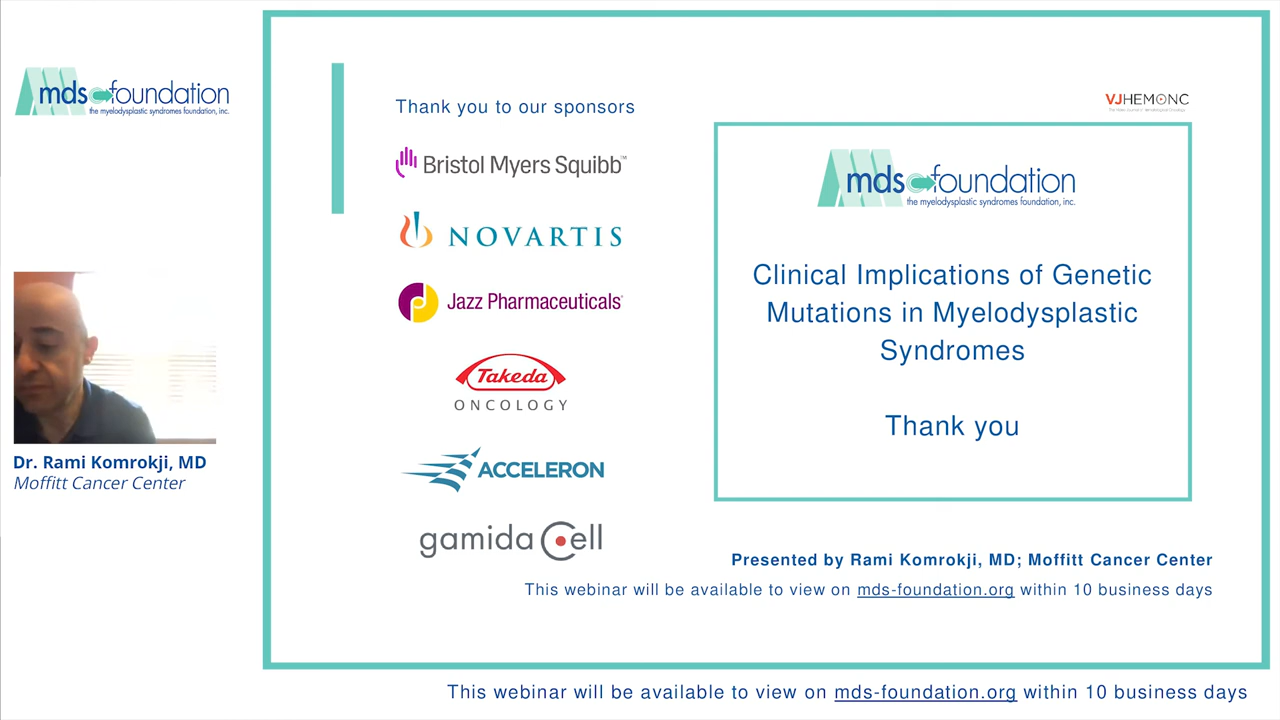 mds foundation
the myelodysplastic syndromes foundation, inc.
Dr. Rami Komrokji, MD
Moffitt Cancer Center
Thank you to our sponsors
Bristol Myers Squibb™
NOVARTIS
Jazz Pharmaceuticals
Takeda
ONCOLOGY
ACCELERON
gamida Cell
VJHEMONC
mds foundation
the myelodysplastic syndromes foundation, inc.
Clinical Implications of Genetic
Mutations in Myelodysplastic
Syndromes
Thank you
Presented by Rami Komrokji, MD; Moffitt Cancer Center
This webinar will be available to view on mds-foundation.org within 10 business days
This webinar will be available to view on mds-foundation.org within 10 business days